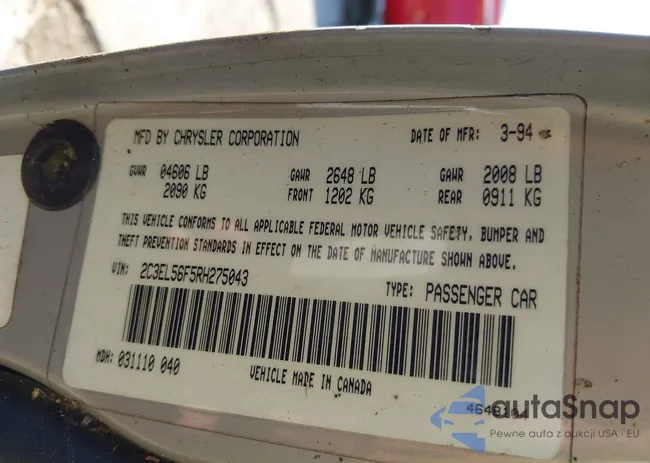 MFD BY CHRYSLER CORPORATION DATE OF MFR: 3-94
GVWR 04606 LB GAWR 2648 LB GAWR 2008 LB
2090 KG FRONT 1202 KG REAR 0911 KG
THIS VEHICLE CONFORMS TO ALL APPLICABLE FEDERAL MOTOR VEHICLE SAFETY, BUMPER AND
THEFT PREVENTION STANDARDS IN EFFECT ON THE DATE OF MANUFACTURE SHOWN ABOVE.
VIN: 2C3EL56F5RH275043 TYPE: PASSENGER CAR
MDH: 031110 040 VEHICLE MADE IN CANADA
autoSnap
Pewne auta z aukcji USA i EU